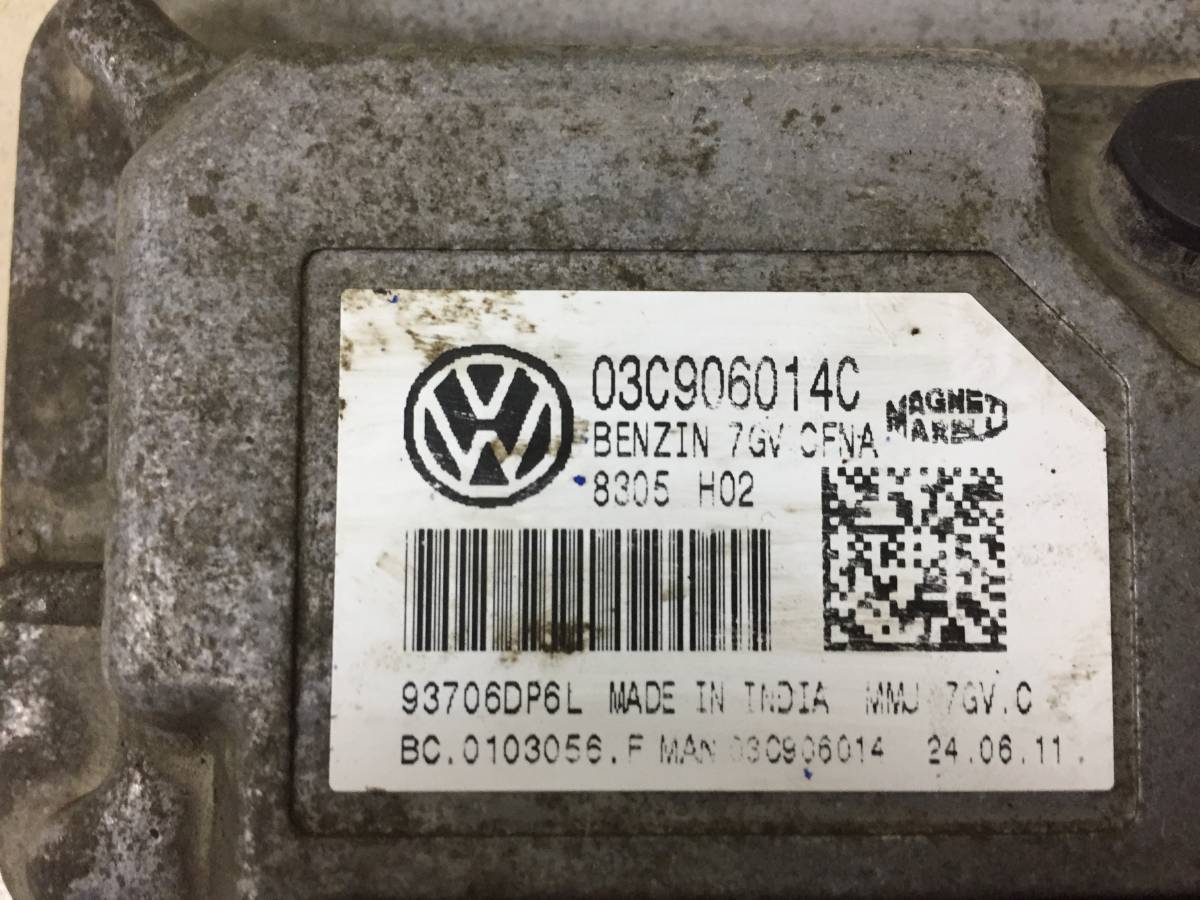 03C906014C
MAGNETI
MARELLI
BENZIN 7GV CFNA
8305 H02
93706DP6L MADE IN INDIA MMJ 7GV.C
BC.0103056.F MAN 03C906014 24.06.11.